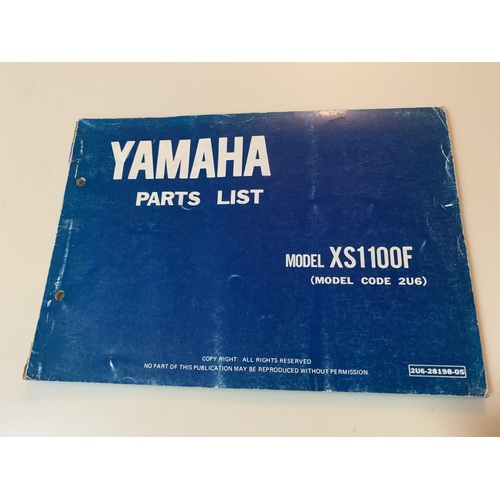 YAMAHA
PARTS LIST
MODEL XS1100F
(MODEL CODE 2U6)
COPY RIGHT: ALL RIGHTS RESERVED
NO PART OF THIS PUBLICATION MAY BE REPRODUCED WITHOUT PERMISSION.
2U6-28198-05